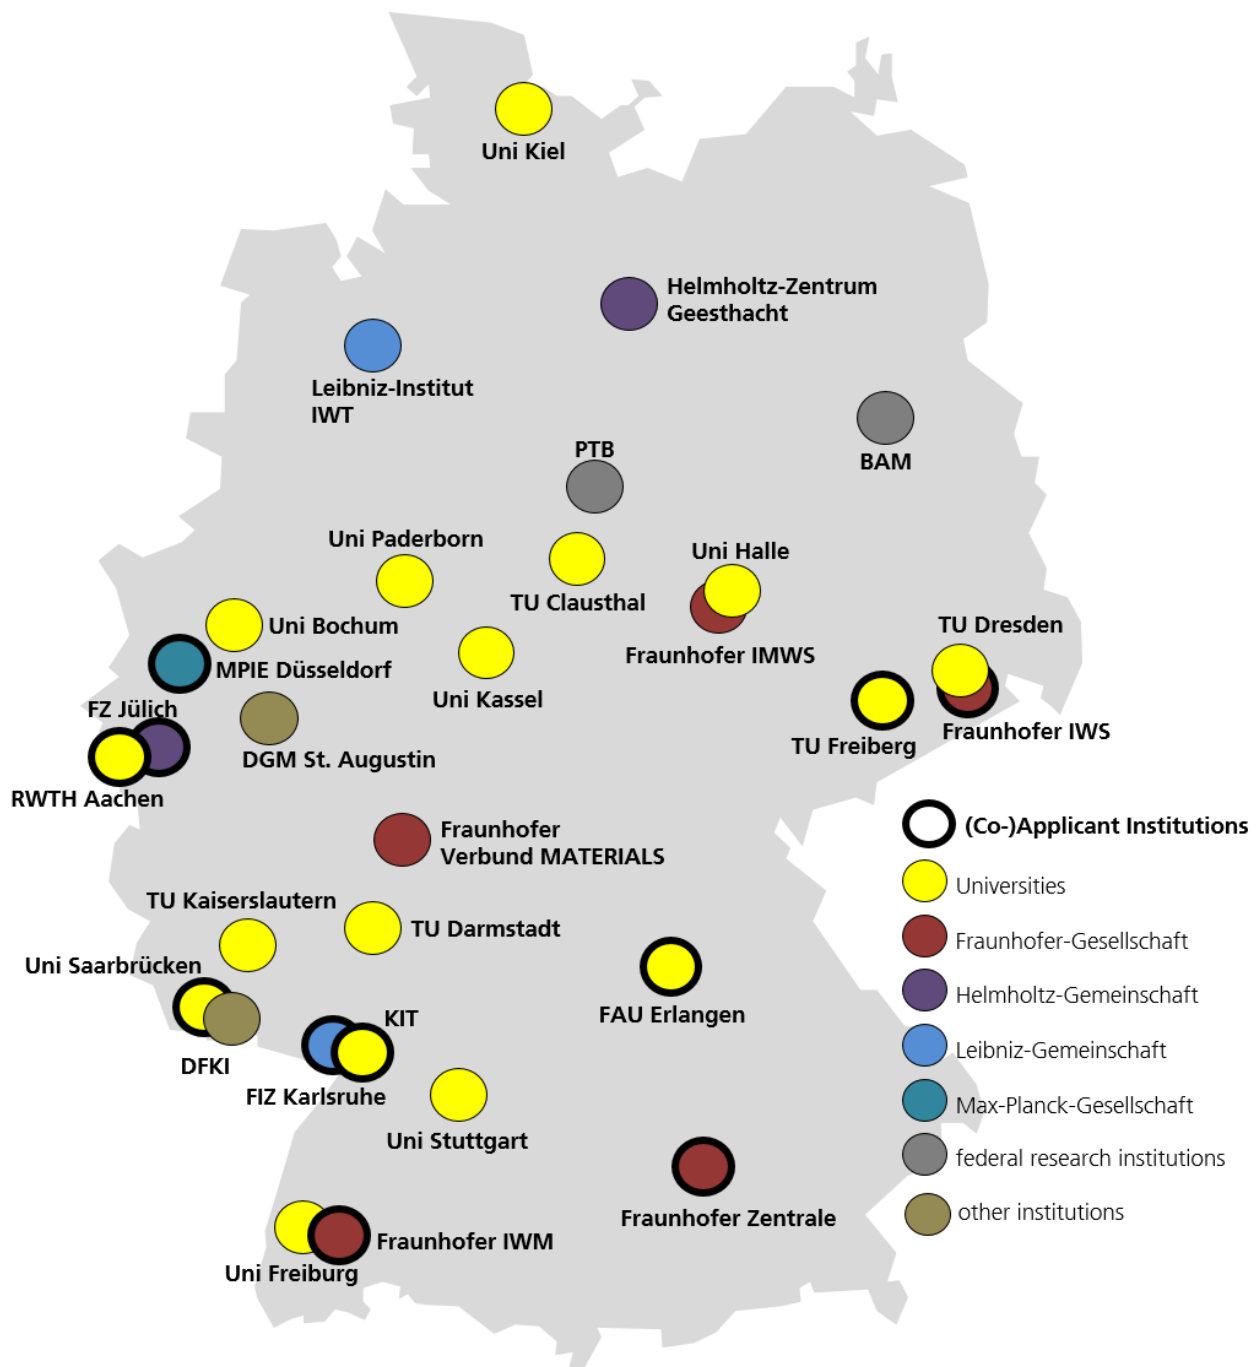 Uni Kiel
Helmholtz-Zentrum
Geesthacht
Leibniz-Institut
IWT
BAM
PTB
Uni Paderborn
TU Clausthal
Uni Halle
Fraunhofer IMWS
Uni Bochum
MPIE Düsseldorf
Uni Kassel
TU Dresden
Fraunhofer IWS
TU Freiberg
FZ Jülich
DGM St. Augustin
RWTH Aachen
Fraunhofer
Verbund MATERIALS
TU Kaiserslautern
TU Darmstadt
Uni Saarbrücken
DFKI
KIT
FIZ Karlsruhe
FAU Erlangen
Uni Stuttgart
Fraunhofer Zentrale
Fraunhofer IWM
Uni Freiburg
(Co-)Applicant Institutions
Universities
Fraunhofer-Gesellschaft
Helmholtz-Gemeinschaft
Leibniz-Gemeinschaft
Max-Planck-Gesellschaft
federal research institutions
other institutions